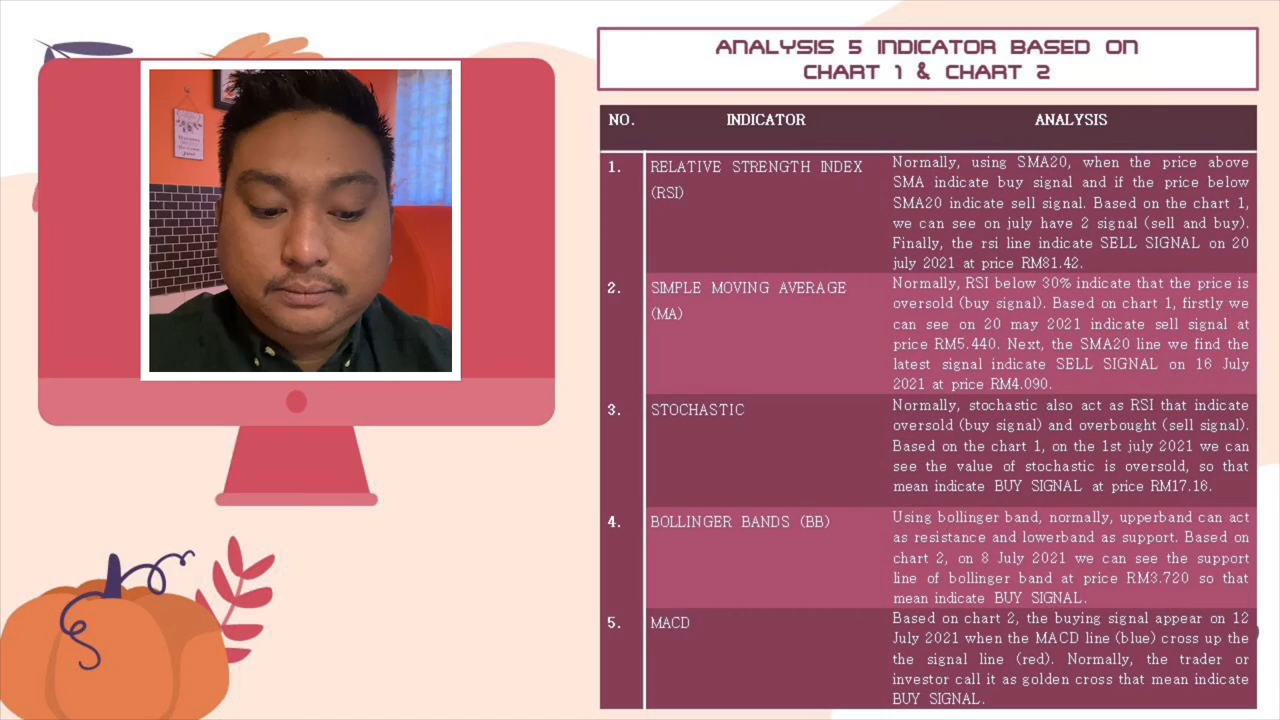 ANALYSIS 5 INDICATOR BASED ON
CHART 1 & CHART 2
NO. INDICATOR ANALYSIS
1. RELATIVE STRENGTH INDEX
(RSI)
Normally, using SMA20, when the price above
SMA indicate buy signal and if the price below
SMA20 indicate sell signal. Based on the chart 1,
we can see on july have 2 signal (sell and buy).
Finally, the rsi line indicate SELL SIGNAL on 20
july 2021 at price RM81.42.
2. SIMPLE MOVING AVERAGE
(MA)
Normally, RSI below 30% indicate that the price is
oversold (buy signal). Based on chart 1, firstly we
can see on 20 may 2021 indicate sell signal at
price RM5.440. Next, the SMA20 line we find the
latest signal indicate SELL SIGNAL on 16 July
2021 at price RM4.090.
3. STOCHASTIC
Normally, stochastic also act as RSI that indicate
oversold (buy signal) and overbought (sell signal).
Based on the chart 1, on the 1st july 2021 we can
see the value of stochastic is oversold, so that
mean indicate BUY SIGNAL at price RM17.16.
4. BOLLINGER BANDS (BB)
Using bollinger band, normally, upperband can act
as resistance and lowerband as support. Based on
chart 2, on 8 July 2021 we can see the support
line of bollinger band at price RM3.720 so that
mean indicate BUY SIGNAL.
5. MACD
Based on chart 2, the buying signal appear on 12
July 2021 when the MACD line (blue) cross up the
the signal line (red). Normally, the trader or
investor call it as golden cross that mean indicate
BUY SIGNAL.